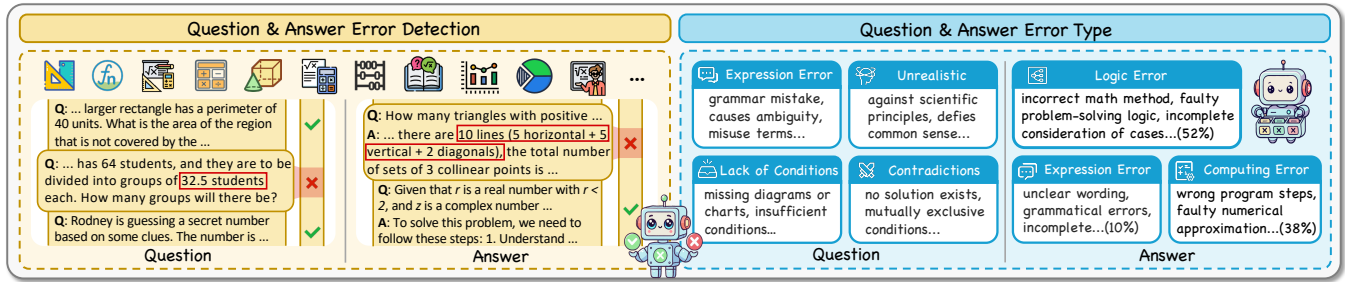 Question & Answer Error Detection
...
Q: ... larger rectangle has a perimeter of
40 units. What is the area of the region
that is not covered by the ...
Q: ... has 64 students, and they are to be
divided into groups of 32.5 students
each. How many groups will there be?
Q: Rodney is guessing a secret number
based on some clues. The number is ...
Question
Q: How many triangles with positive ...
A: ... there are 10 lines (5 horizontal + 5
vertical + 2 diagonals), the total number
of sets of 3 collinear points is ...
Q: Given that r is a real number with r <
2, and z is a complex number ...
A: To solve this problem, we need to
follow these steps: 1. Understand ...
Answer
Question & Answer Error Type
Expression Error
grammar mistake,
causes ambiguity,
misuse terms...
Unrealistic
against scientific
principles, defies
common sense...
Lack of Conditions
missing diagrams or
charts, insufficient
conditions...
Contradictions
no solution exists,
mutually exclusive
conditions...
Question
Logic Error
incorrect math method, faulty
problem-solving logic, incomplete
consideration of cases...(52%)
Expression Error
unclear wording,
grammatical errors,
incomplete...(10%)
Computing Error
wrong program steps,
faulty numerical
approximation...(38%)
Answer